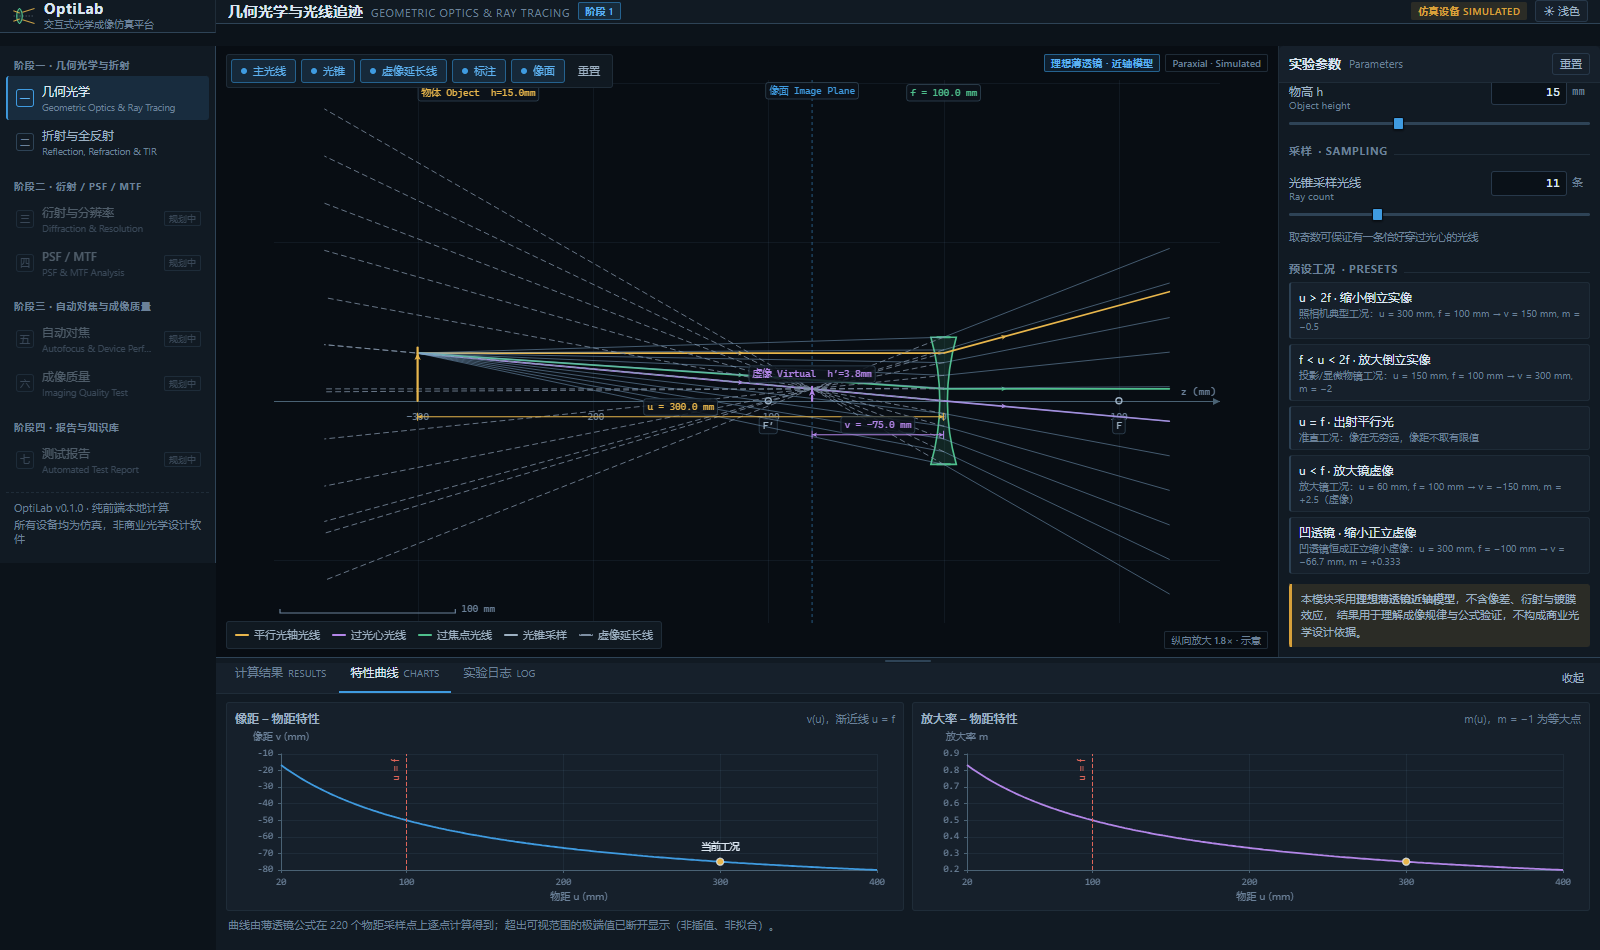 OptiLab
交互式光学成像仿真平台
几何光学与光线追迹 GEOMETRIC OPTICS & RAY TRACING 阶段 1
仿真设备 SIMULATED
☀ 浅色
阶段一 · 几何光学与折射
一 几何光学
Geometric Optics & Ray Tracing
二 折射与全反射
Reflection, Refraction & TIR
阶段二 · 衍射 / PSF / MTF
三 衍射与分辨率 规划中
Diffraction & Resolution
四 PSF / MTF 规划中
PSF & MTF Analysis
阶段三 · 自动对焦与成像质量
五 自动对焦 规划中
Autofocus & Device Perf...
六 成像质量 规划中
Imaging Quality Test
阶段四 · 报告与知识库
七 测试报告 规划中
Automated Test Report
OptiLab v0.1.0 · 纯前端本地计算
所有设备均为仿真，非商业光学设计软
件
主光线 光锥 虚像延长线 标注 像面 重置
理想薄透镜 · 近轴模型 Paraxial · Simulated
物体 Object h=15.0mm
像面 Image Plane
f = 100.0 mm
虚像 Virtual h'=3.8mm
z (mm)
u = 300.0 mm
−300
200
100
100
F'
F
v = −75.0 mm
100 mm
平行光轴光线 过光心光线 过焦点光线 光锥采样 虚像延长线
纵向放大 1.8× · 示意
实验参数 Parameters 重置
物高 h 15 mm
Object height
采样 · SAMPLING
光锥采样光线 11 条
Ray count
取奇数可保证有一条恰好穿过光心的光线
预设工况 · PRESETS
u > 2f · 缩小倒立实像
照相机典型工况：u = 300 mm, f = 100 mm → v = 150 mm, m =
−0.5
f < u < 2f · 放大倒立实像
投影/显微物镜工况：u = 150 mm, f = 100 mm → v = 300 mm,
m = −2
u = f · 出射平行光
准直工况：像在无穷远，像距不取有限值
u < f · 放大镜虚像
放大镜工况：u = 60 mm, f = 100 mm → v = −150 mm, m =
+2.5（虚像）
凹透镜 · 缩小正立虚像
凹透镜恒成正立缩小虚像：u = 300 mm, f = −100 mm → v =
−66.7 mm, m = +0.333
本模块采用理想薄透镜近轴模型，不含像差、衍射与镀膜
效应， 结果用于理解成像规律与公式验证，不构成商业光
学设计依据。
计算结果 RESULTS 特性曲线 CHARTS 实验日志 LOG
收起
像距 – 物距特性 v(u)，渐近线 u = f
像距 v (mm)
-10
-20
-30
-40
-50
-60
-70
-80
u = f
当前工况
20 100 200 300 400
物距 u (mm)
放大率 – 物距特性 m(u)，m = −1 为等大点
放大率 m
0.9
0.8
0.7
0.6
0.5
0.4
0.3
0.2
u = f
20 100 200 300 400
物距 u (mm)
曲线由薄透镜公式在 220 个物距采样点上逐点计算得到；超出可视范围的极端值已断开显示（非插值、非拟合）。